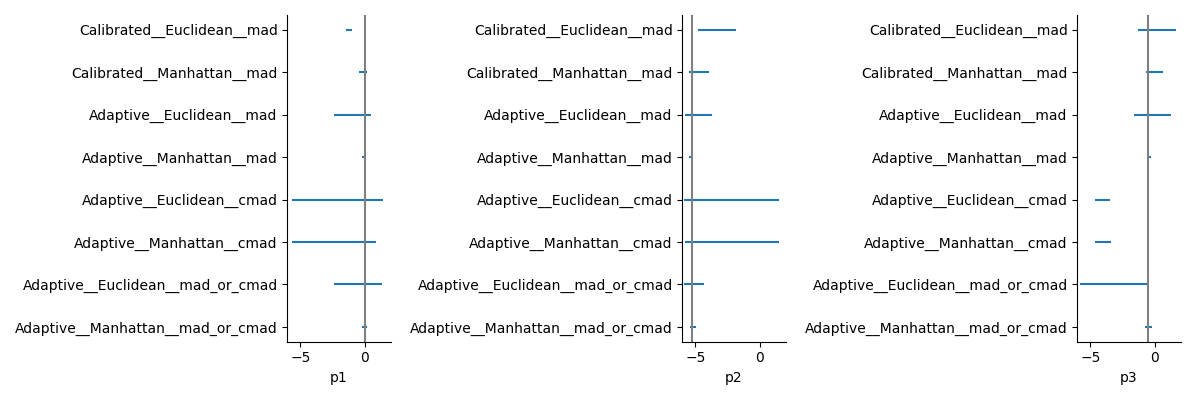 Calibrated__Euclidean__mad
Calibrated__Manhattan__mad
Adaptive__Euclidean__mad
Adaptive__Manhattan__mad
Adaptive__Euclidean__cmad
Adaptive__Manhattan__cmad
Adaptive__Euclidean__mad_or_cmad
Adaptive__Manhattan__mad_or_cmad
−5 0
p1
Calibrated__Euclidean__mad
Calibrated__Manhattan__mad
Adaptive__Euclidean__mad
Adaptive__Manhattan__mad
Adaptive__Euclidean__cmad
Adaptive__Manhattan__cmad
Adaptive__Euclidean__mad_or_cmad
Adaptive__Manhattan__mad_or_cmad
−5 0
p2
Calibrated__Euclidean__mad
Calibrated__Manhattan__mad
Adaptive__Euclidean__mad
Adaptive__Manhattan__mad
Adaptive__Euclidean__cmad
Adaptive__Manhattan__cmad
Adaptive__Euclidean__mad_or_cmad
Adaptive__Manhattan__mad_or_cmad
−5 0
p3